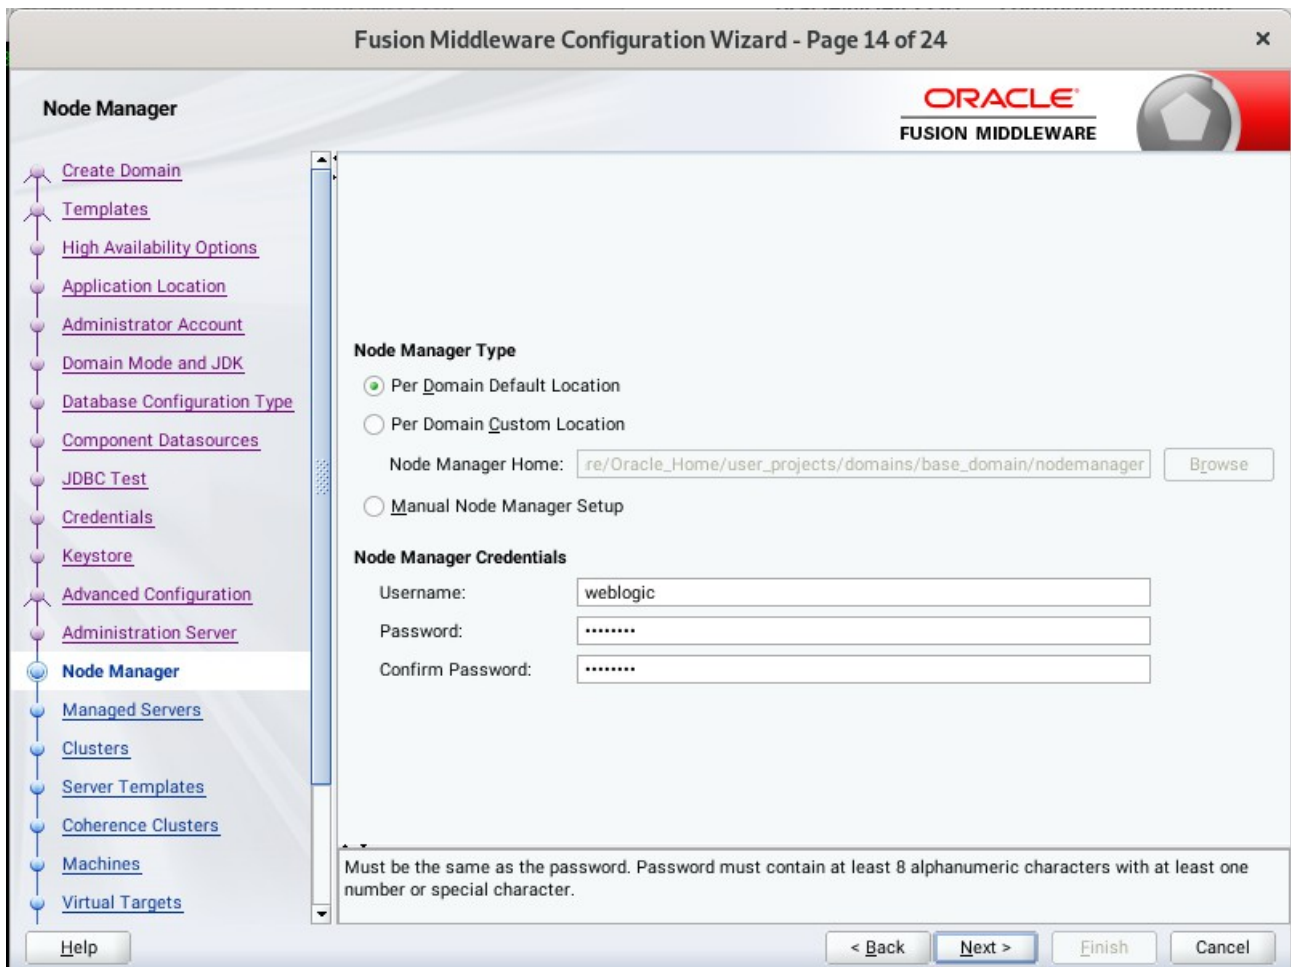 Fusion Middleware Configuration Wizard - Page 14 of 24
Node Manager
ORACLE
FUSION MIDDLEWARE
Create Domain
Templates
High Availability Options
Application Location
Administrator Account
Domain Mode and JDK
Database Configuration Type
Component Datasources
JDBC Test
Credentials
Keystore
Advanced Configuration
Administration Server
Node Manager
Managed Servers
Clusters
Server Templates
Coherence Clusters
Machines
Virtual Targets
Node Manager Type
Per Domain Default Location
Per Domain Custom Location
Node Manager Home: re/Oracle_Home/user_projects/domains/base_domain/nodemanager Browse
Manual Node Manager Setup
Node Manager Credentials
Username: weblogic
Password: ••••••••
Confirm Password: ••••••••
Must be the same as the password. Password must contain at least 8 alphanumeric characters with at least one
number or special character.
Help < Back Next > Finish Cancel